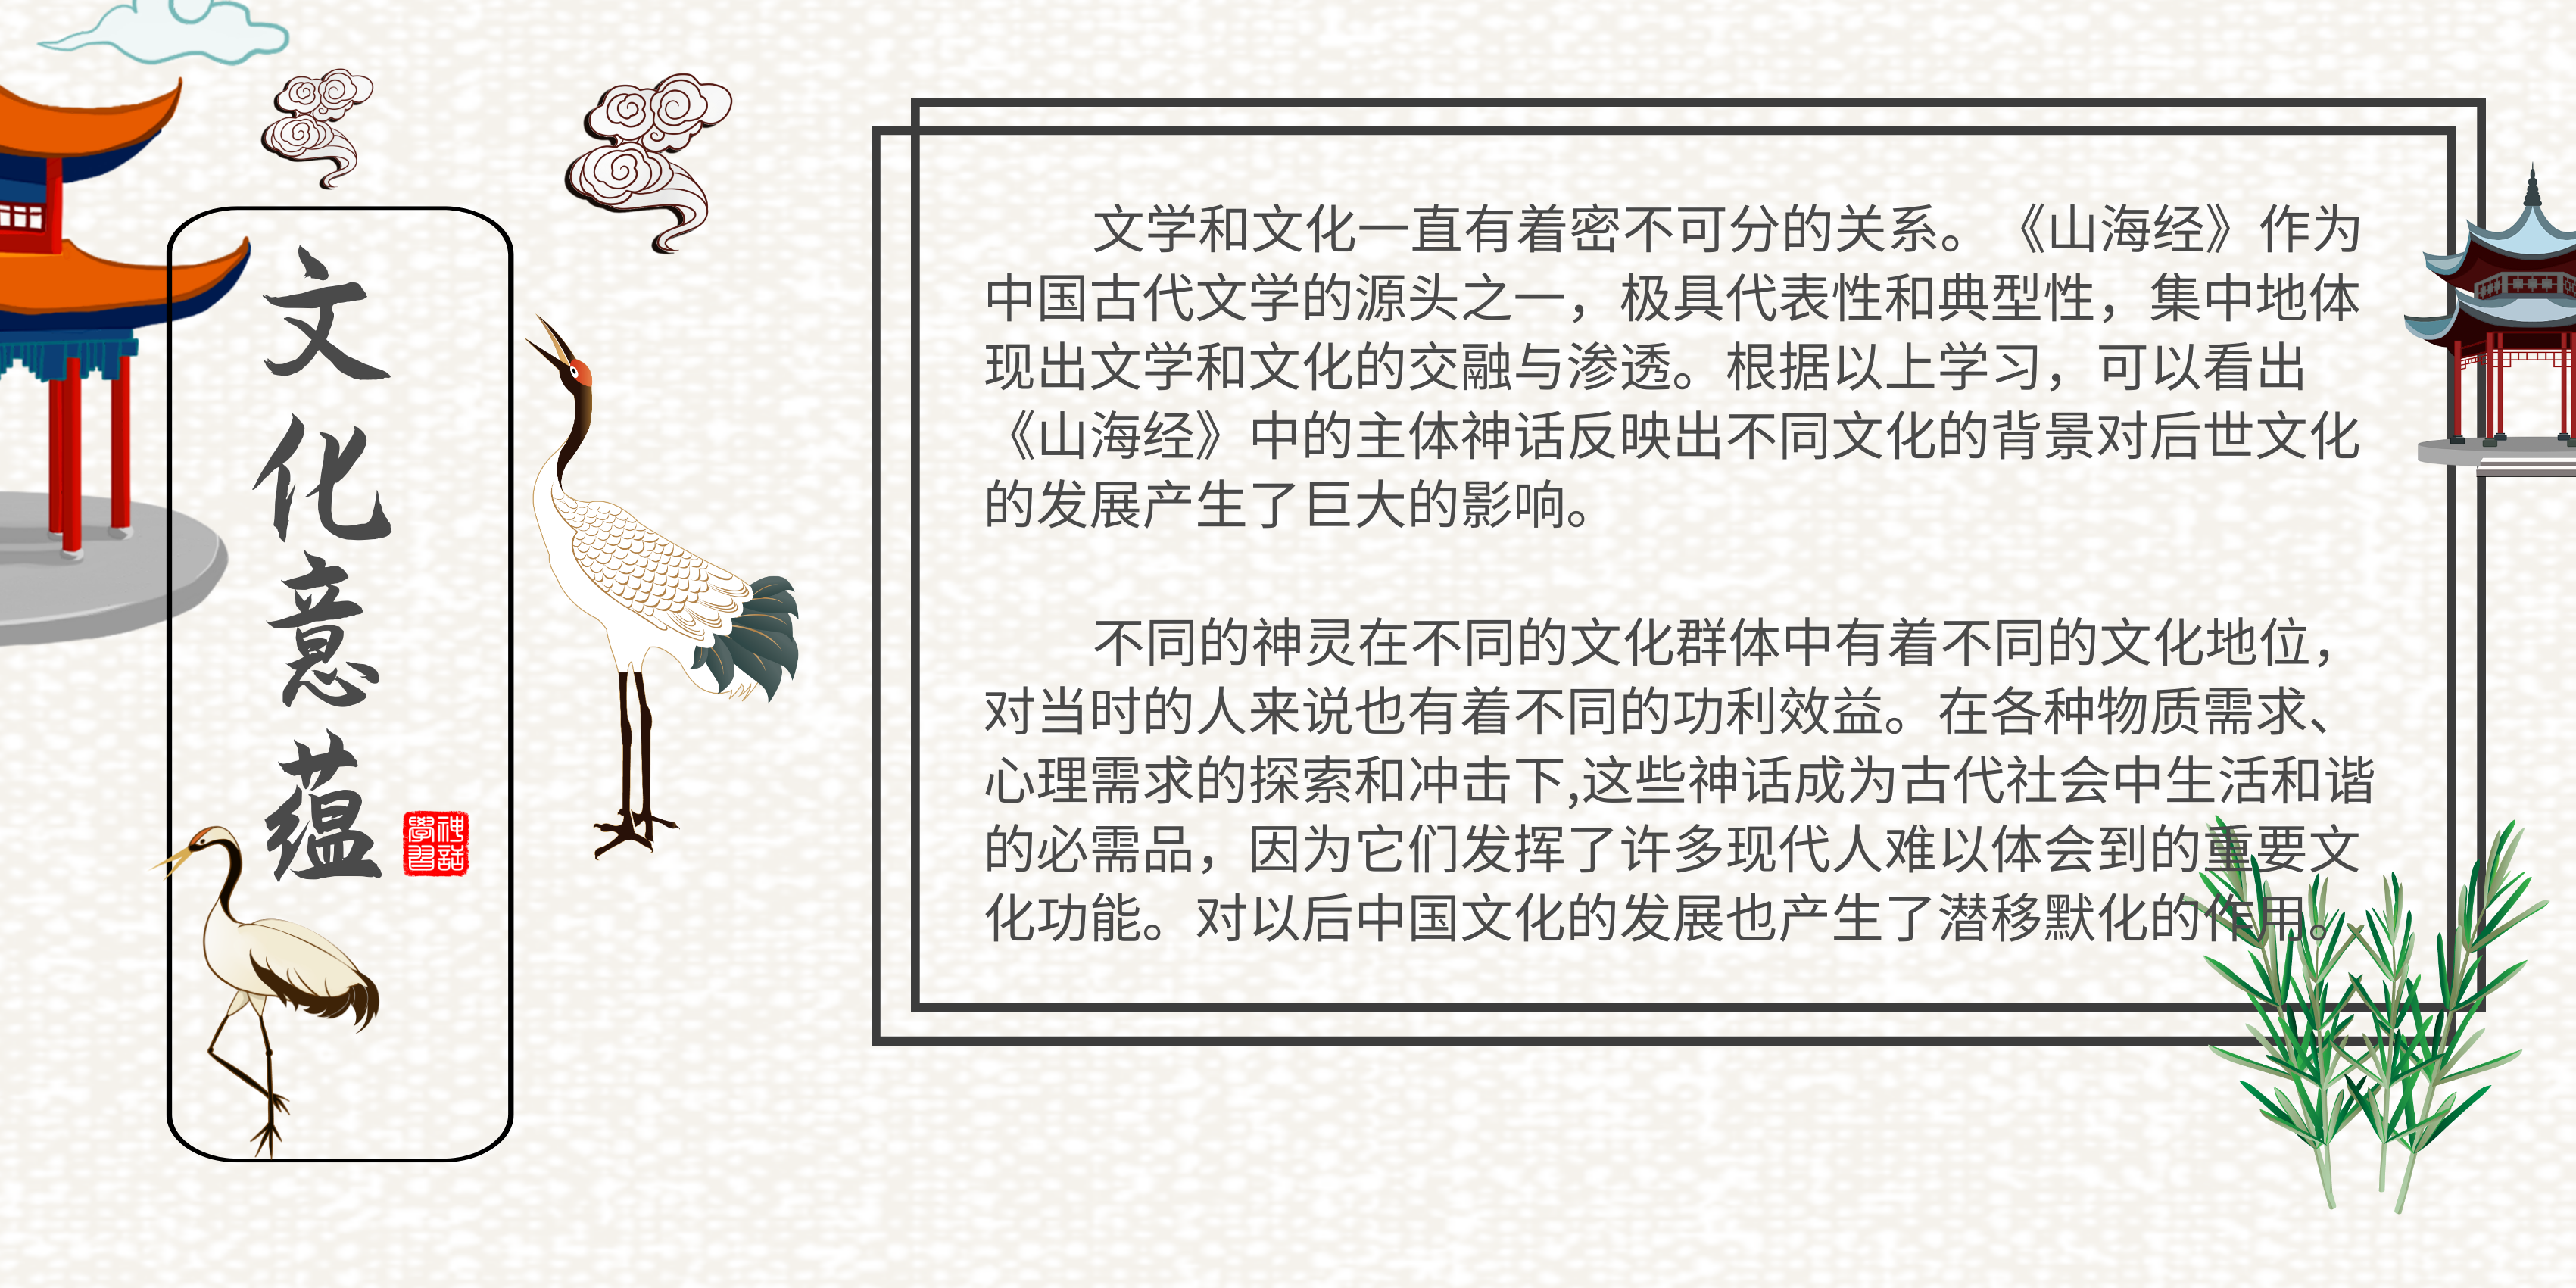 文化意蕴
神話
學習
文学和文化一直有着密不可分的关系。《山海经》作为
中国古代文学的源头之一，极具代表性和典型性，集中地体
现出文学和文化的交融与渗透。根据以上学习，可以看出
《山海经》中的主体神话反映出不同文化的背景对后世文化
的发展产生了巨大的影响。
不同的神灵在不同的文化群体中有着不同的文化地位，
对当时的人来说也有着不同的功利效益。在各种物质需求、
心理需求的探索和冲击下,这些神话成为古代社会中生活和谐
的必需品，因为它们发挥了许多现代人难以体会到的重要文
化功能。对以后中国文化的发展也产生了潜移默化的作用。